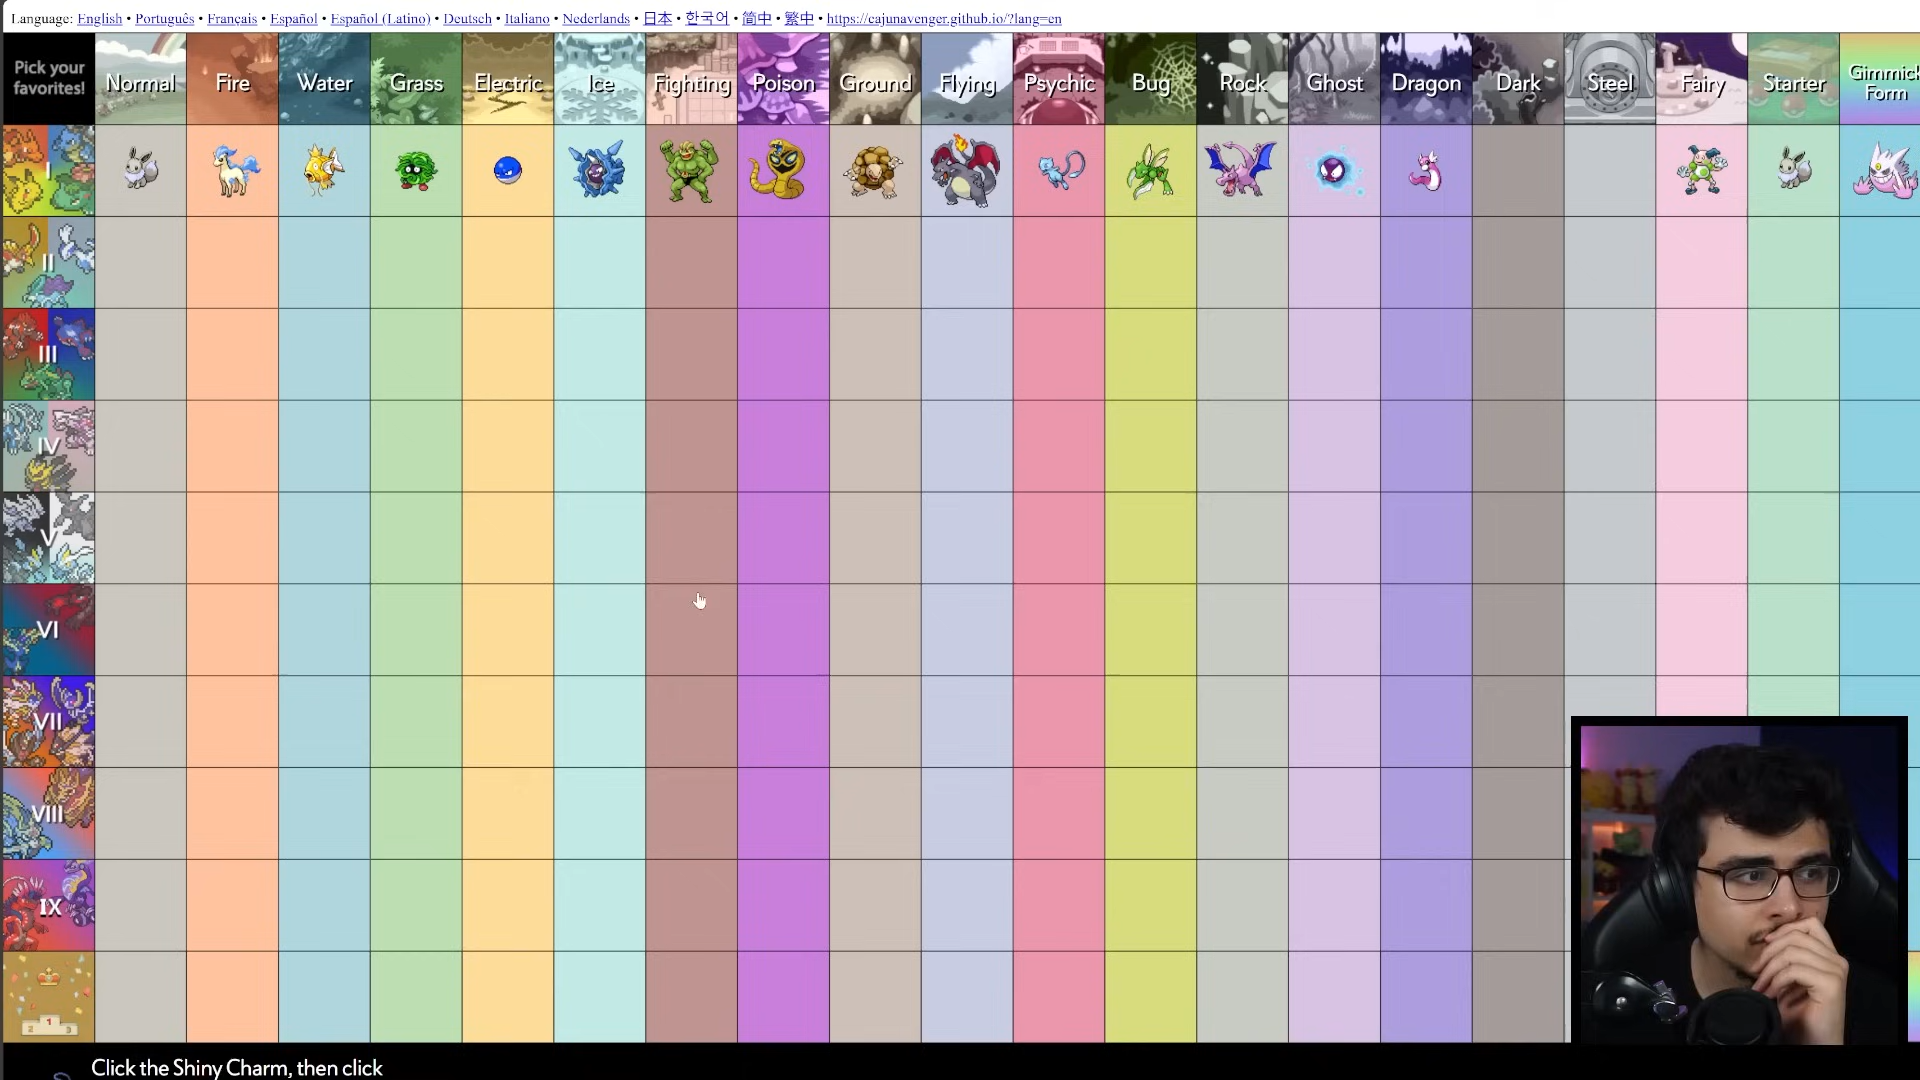 Language: English • Português • Français • Español • Español (Latino) • Deutsch • Italiano • Nederlands • 日本 • 한국어 • 简中 • 繁中 • https://cajunavenger.github.io/?lang=en
Pick your
favorites!
Normal
Fire
Water
Grass
Electric
Ice
Fighting
Poison
Ground
Flying
Psychic
Bug
Rock
Ghost
Dragon
Dark
Steel
Fairy
Starter
Gimmick
Form
I
II
III
IV
V
VI
VII
VIII
IX
2 1 3
Click the Shiny Charm, then click